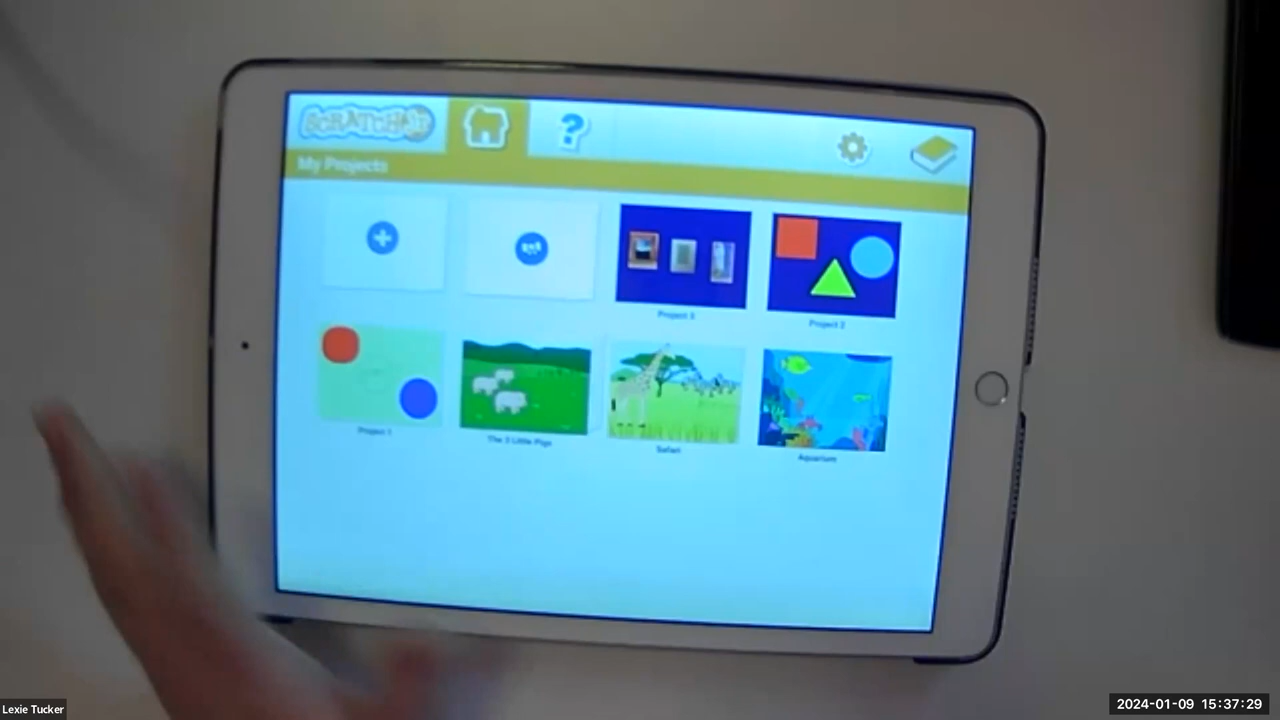 SCRATCHJR
My Projects
Project 3
Project 2
Project 1
The 3 Little Pigs
Safari
Aquarium
Lexie Tucker
2024-01-09 15:37:29